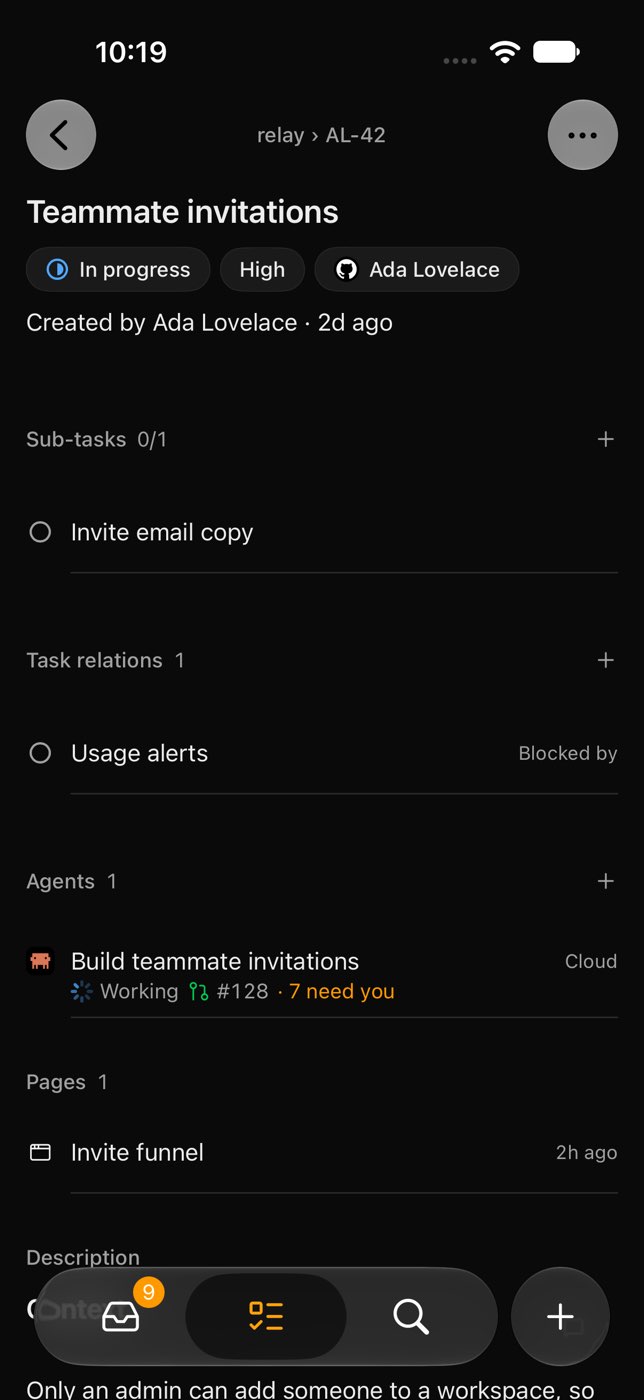 10:19
relay › AL-42
Teammate invitations
In progress
High
Ada Lovelace
Created by Ada Lovelace · 2d ago
Sub-tasks 0/1
Invite email copy
Task relations 1
Usage alerts
Blocked by
Agents 1
Build teammate invitations
Cloud
Working #128 · 7 need you
Pages 1
Invite funnel
2h ago
Description
9
Only an admin can add someone to a workspace, so